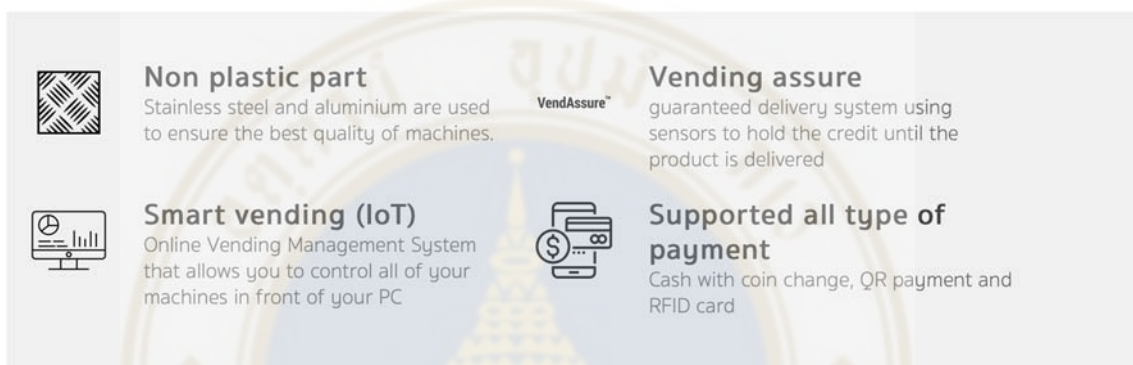 Non plastic part
Stainless steel and aluminium are used
to ensure the best quality of machines.
VendAssure™
Vending assure
guaranteed delivery system using
sensors to hold the credit until the
product is delivered
Smart vending (IoT)
Online Vending Management System
that allows you to control all of your
machines in front of your PC
Supported all type of
payment
Cash with coin change, QR payment and
RFID card